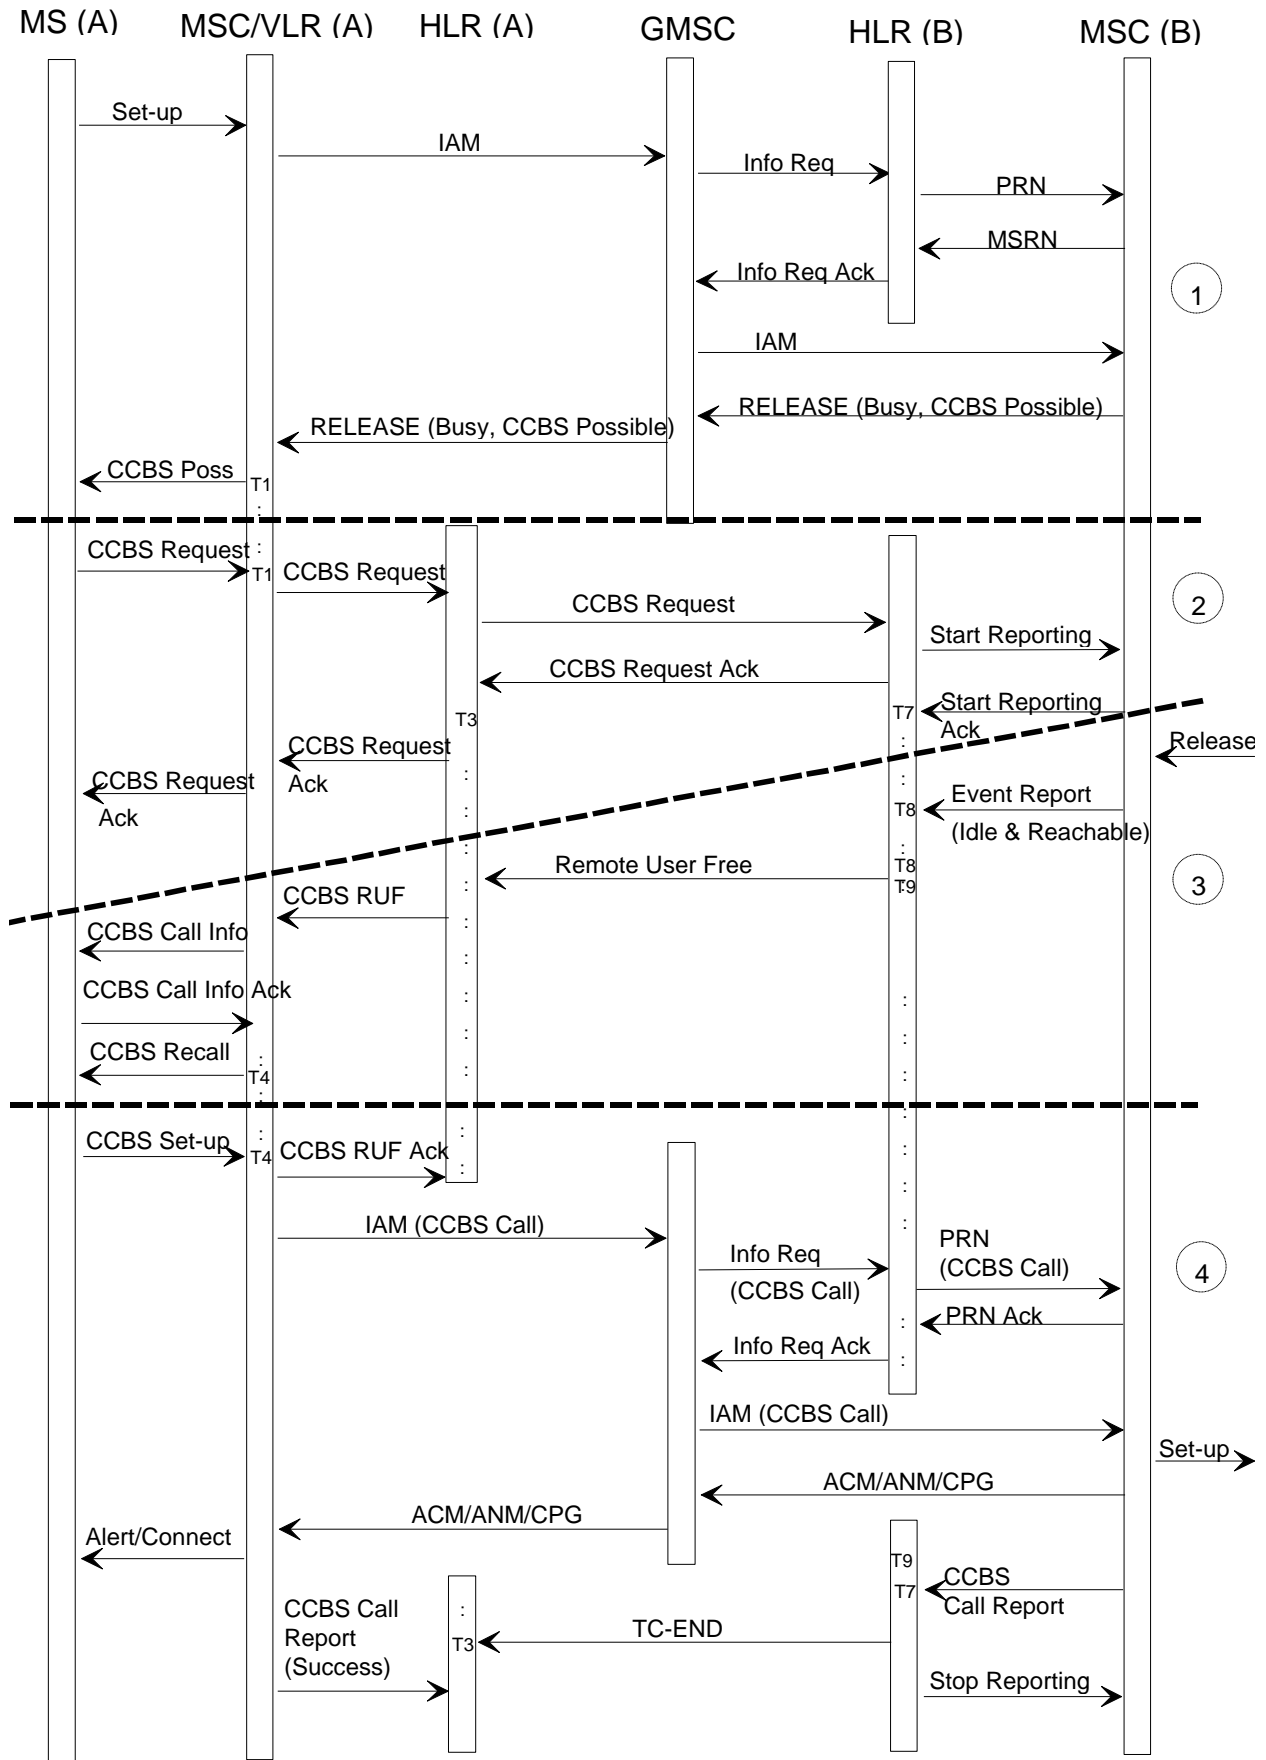 MS (A) MSC/VLR (A) HLR (A) GMSC HLR (B) MSC (B)
Set-up
IAM
Info Req
PRN
MSRN
Info Req Ack
1
IAM
RELEASE (Busy, CCBS Possible)
RELEASE (Busy, CCBS Possible)
CCBS Poss
T1
:
:
CCBS Request
T1
CCBS Request
CCBS Request
2
Start Reporting
CCBS Request Ack
T3
T7
Start Reporting
Ack
CCBS Request
Ack
Release
CCBS Request
Ack
Event Report
(Idle & Reachable)
T8
T8
T9
Remote User Free
3
CCBS RUF
CCBS Call Info
CCBS Call Info Ack
CCBS Recall
T4
CCBS Set-up
T4
CCBS RUF Ack
IAM (CCBS Call)
Info Req
(CCBS Call)
PRN
(CCBS Call)
4
PRN Ack
Info Req Ack
IAM (CCBS Call)
Set-up
ACM/ANM/CPG
ACM/ANM/CPG
Alert/Connect
T9
T7
CCBS
Call Report
CCBS Call
Report
(Success)
T3
TC-END
Stop Reporting